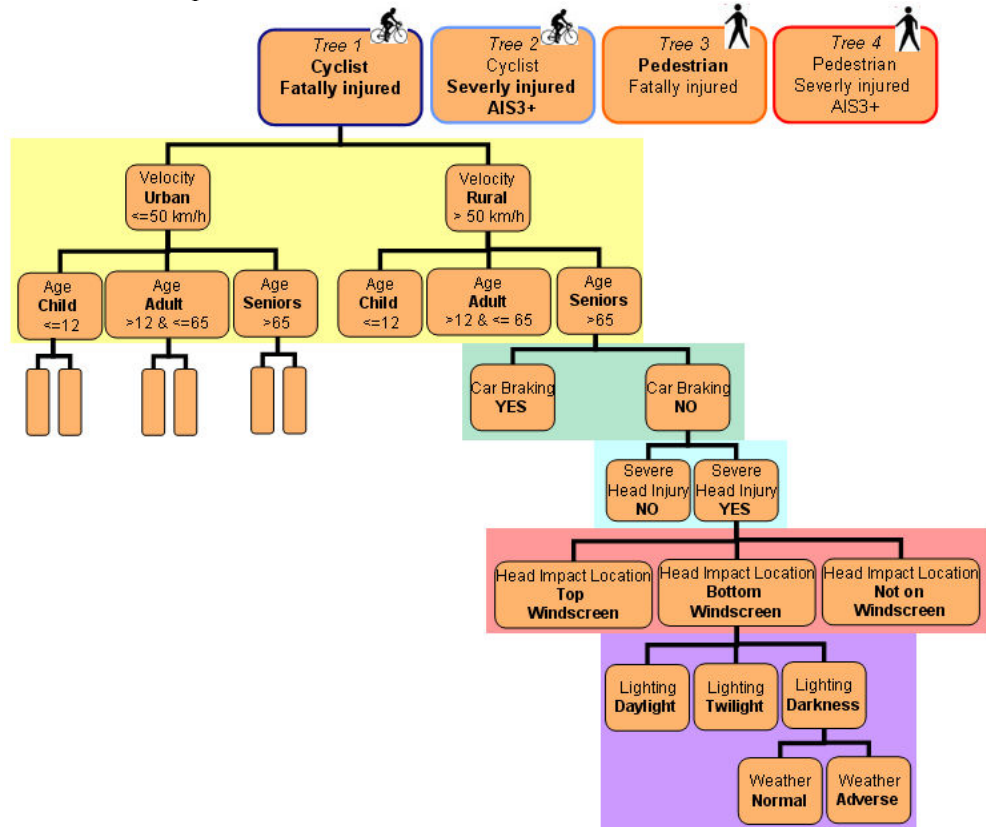 Tree 1
Cyclist
Fatally injured
Tree 2
Cyclist
Severly injured
AIS3+
Tree 3
Pedestrian
Fatally injured
Tree 4
Pedestrian
Severly injured
AIS3+
Velocity
Urban
<=50 km/h
Velocity
Rural
> 50 km/h
Age
Child
<=12
Age
Adult
>12 & <=65
Age
Seniors
>65
Age
Child
<=12
Age
Adult
>12 & <= 65
Age
Seniors
>65
Car Braking
YES
Car Braking
NO
Severe
Head Injury
NO
Severe
Head Injury
YES
Head Impact Location
Top
Windscreen
Head Impact Location
Bottom
Windscreen
Head Impact Location
Not on
Windscreen
Lighting
Daylight
Lighting
Twilight
Lighting
Darkness
Weather
Normal
Weather
Adverse